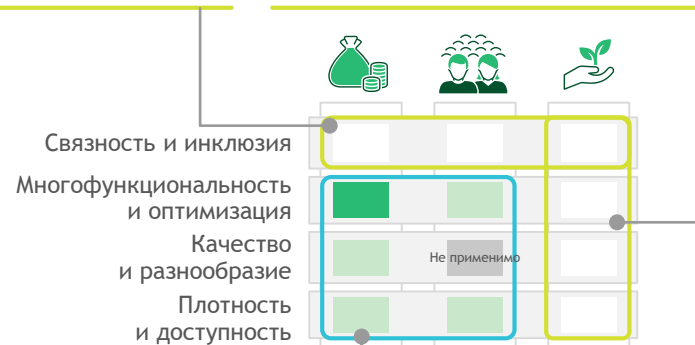 Связность и инклюзия
Многофункциональность
и оптимизация
Качество
и разнообразие
Не применимо
Плотность
и доступность